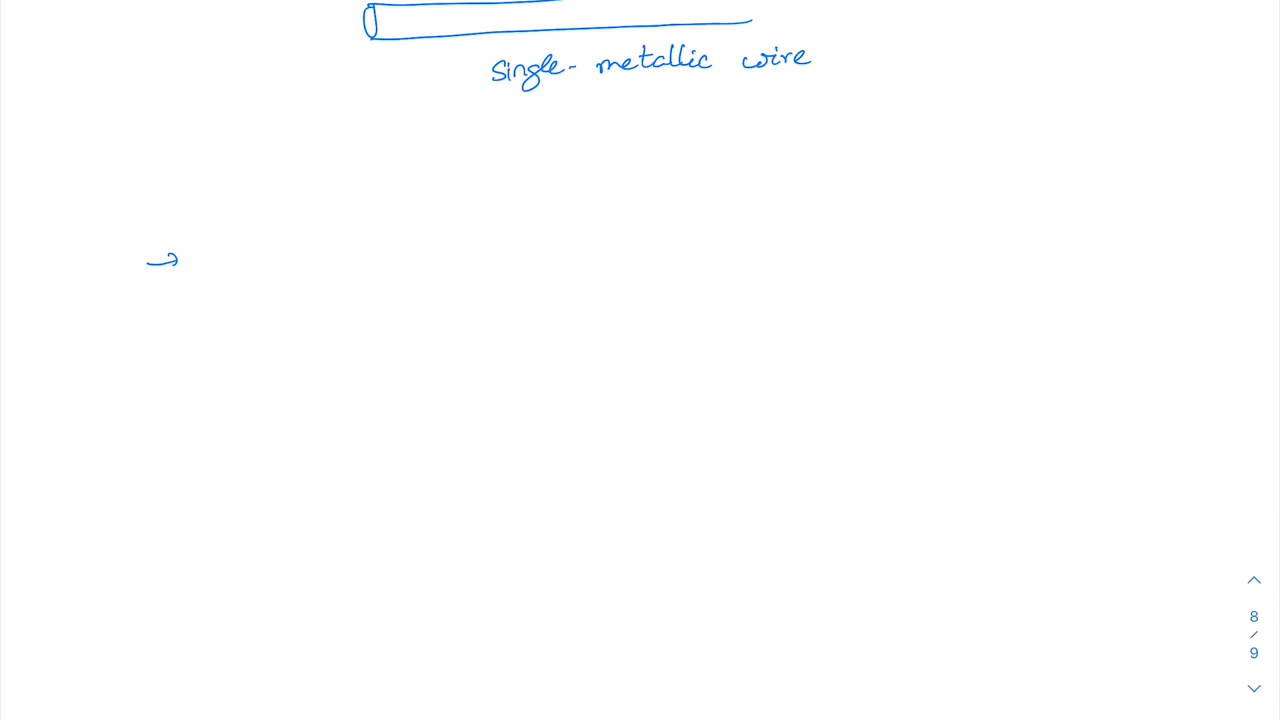 single-metallic wire
→
8
/
9